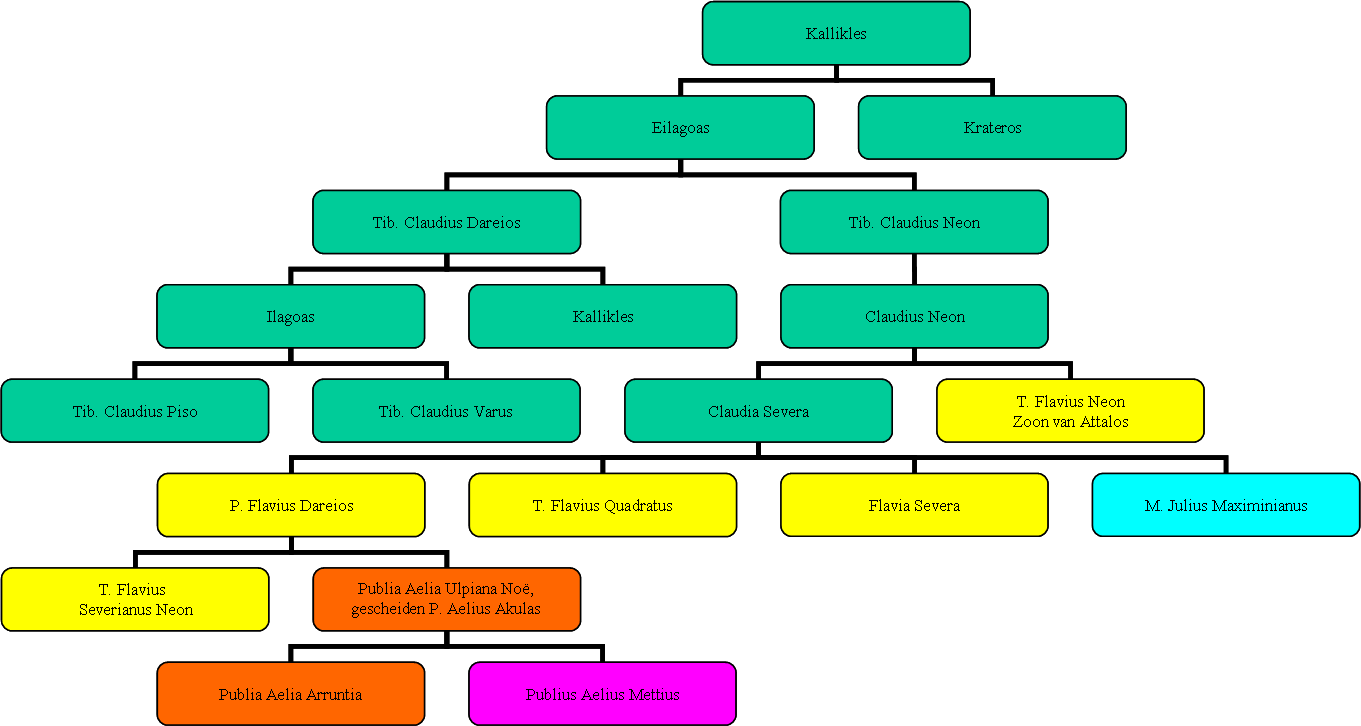 Kallikles
Eilagoas
Krateros
Tib. Claudius Dareios
Tib. Claudius Neon
Ilagoas
Kallikles
Claudius Neon
Tib. Claudius Piso
Tib. Claudius Varus
Claudia Severa
T. Flavius Neon
Zoon van Attalos
P. Flavius Dareios
T. Flavius Quadratus
Flavia Severa
M. Julius Maximinianus
T. Flavius
Severianus Neon
Publia Aelia Ulpiana Noë,
gescheiden P. Aelius Akulas
Publia Aelia Arruntia
Publius Aelius Mettius